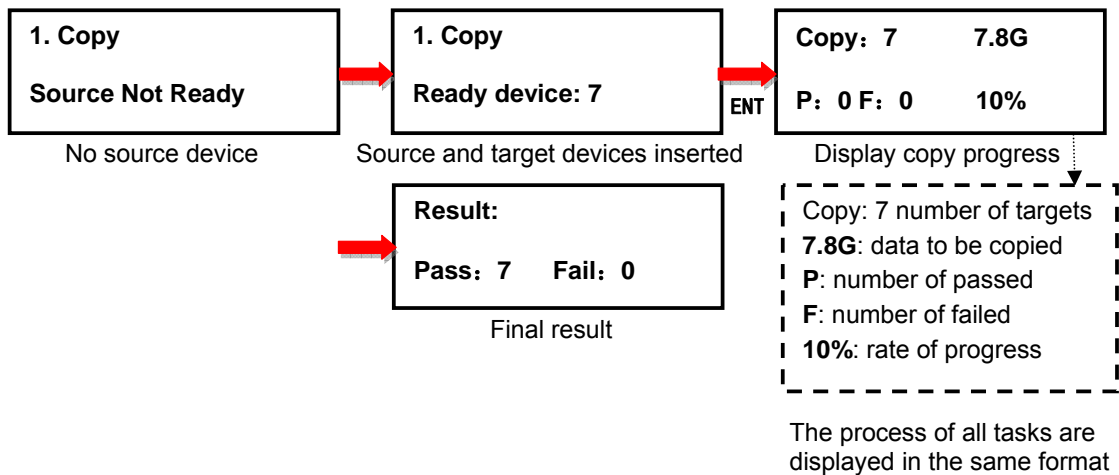 1. Copy
Source Not Ready
No source device
1. Copy
Ready device: 7
Source and target devices inserted
ENT
Copy：7 7.8G
P：0 F：0 10%
Display copy progress
Result:
Pass：7 Fail：0
Final result
Copy: 7 number of targets
7.8G: data to be copied
P: number of passed
F: number of failed
10%: rate of progress
The process of all tasks are
displayed in the same format